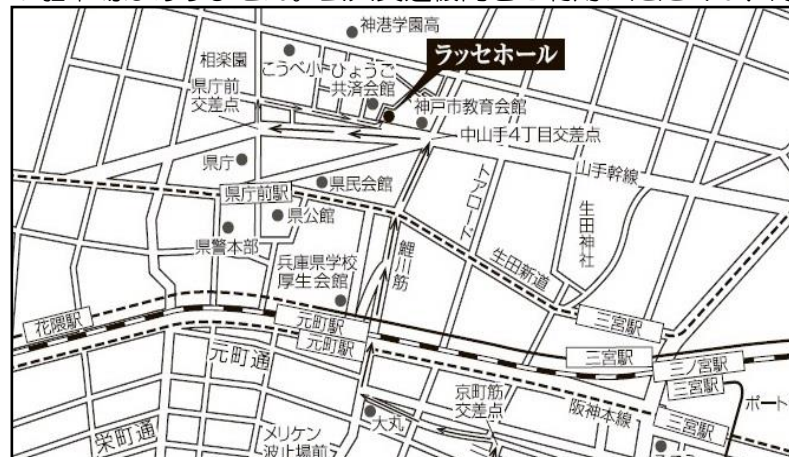 神港学園高
相楽園
こうべ小
ひょうご
共済会館
ラッセホール
県庁前
交差点
神戸市教育会館
中山手4丁目交差点
県庁
山手幹線
県民会館
県庁前駅
トアロード
県公館
生田神社
県警本部
鯉川筋
生田新道
兵庫県学校
厚生会館
花隈駅
元町駅
三宮駅
元町駅
元町通
三宮駅
三ノ宮駅
三宮駅
京町筋
交差点
阪神本線
ポート
三宮駅
大丸
栄町通
メリケン
波止場前